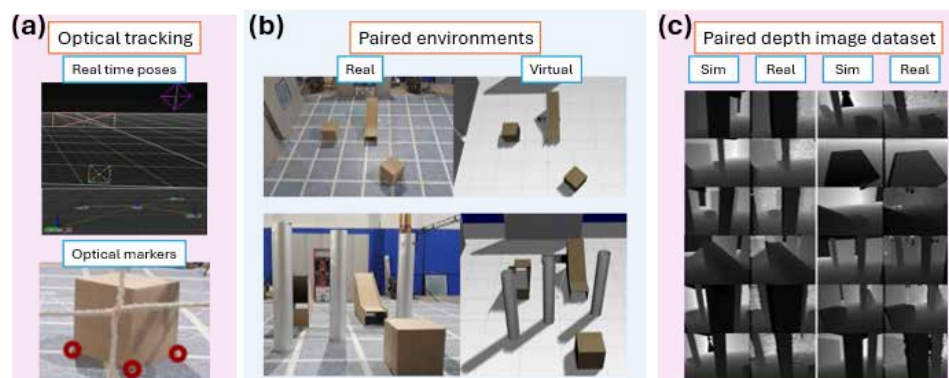 (a)
Optical tracking
Real time poses
Optical markers
(b)
Paired environments
Real
Virtual
(c)
Paired depth image dataset
Sim
Real
Sim
Real